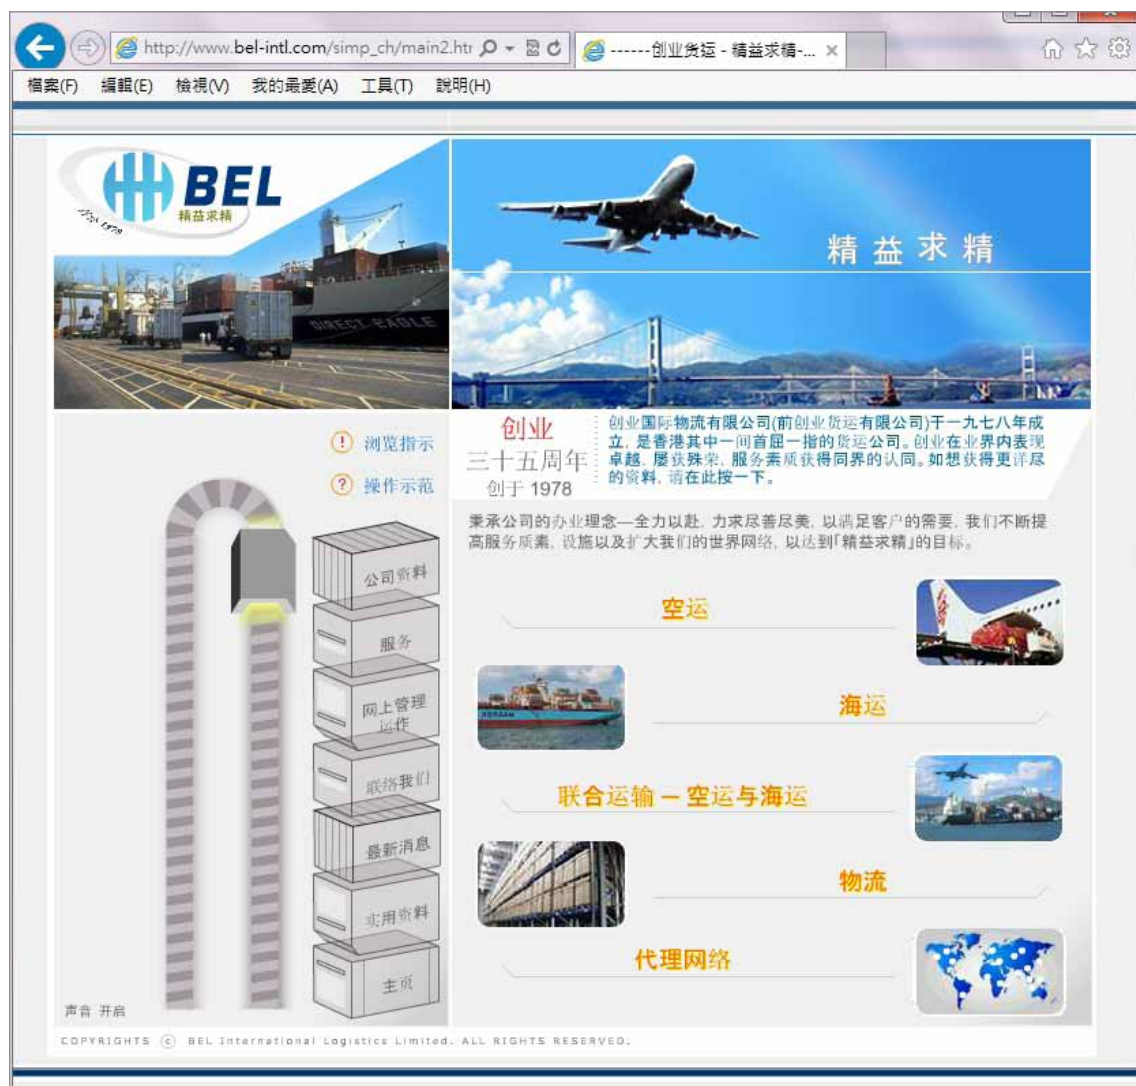 http://www.bel-intl.com/simp_ch/main2.htr
------创业货运 - 精益求精-...
檔案(F) 編輯(E) 檢視(V) 我的最愛(A) 工具(T) 說明(H)
BEL
精益求精
Since 1978
DIRECT EAGLE
精益求精
浏览指示
操作示范
创业
三十五周年
创于 1978
创业国际物流有限公司(前创业货运有限公司)于一九七八年成
立, 是香港其中一间首屈一指的货运公司。创业在业界内表现
卓越, 屡获殊荣, 服务素质获得同界的认同。如想获得更详尽
的资料, 请在此按一下。
秉承公司的办业理念—全力以赴, 力求尽善尽美, 以满足客户的需要, 我们不断提
高服务质素, 设施以及扩大我们的世界网络, 以达到「精益求精」的目标。
公司资料
服务
网上管理
运作
联络我们
最新消息
实用资料
主页
空运
海运
联合运输 — 空运与海运
物流
代理网络
声音 开启
COPYRIGHTS © BEL International Logistics Limited. ALL RIGHTS RESERVED.